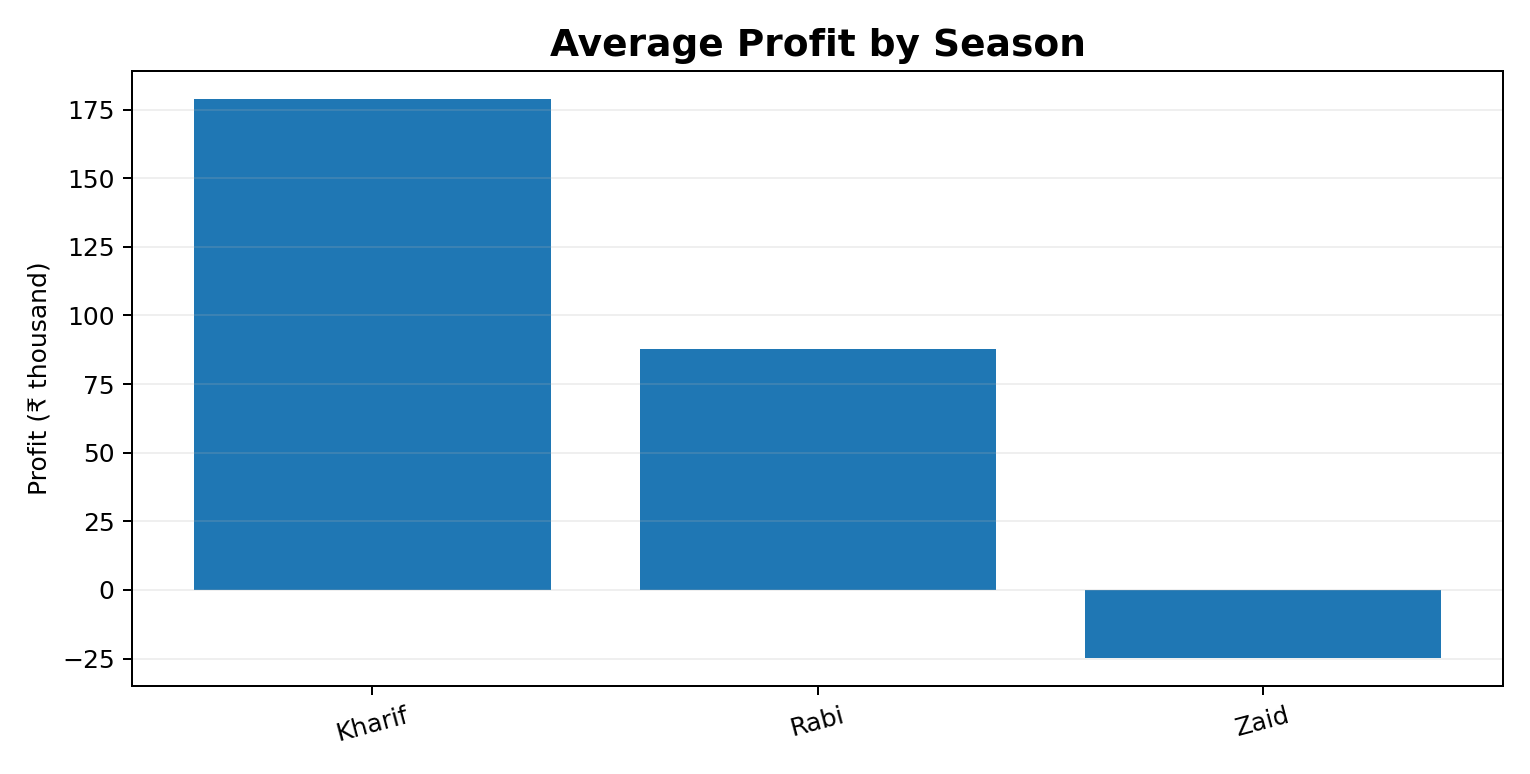 Average Profit by Season
Profit (₹ thousand)
175
150
125
100
75
50
25
0
−25
Kharif
Rabi
Zaid